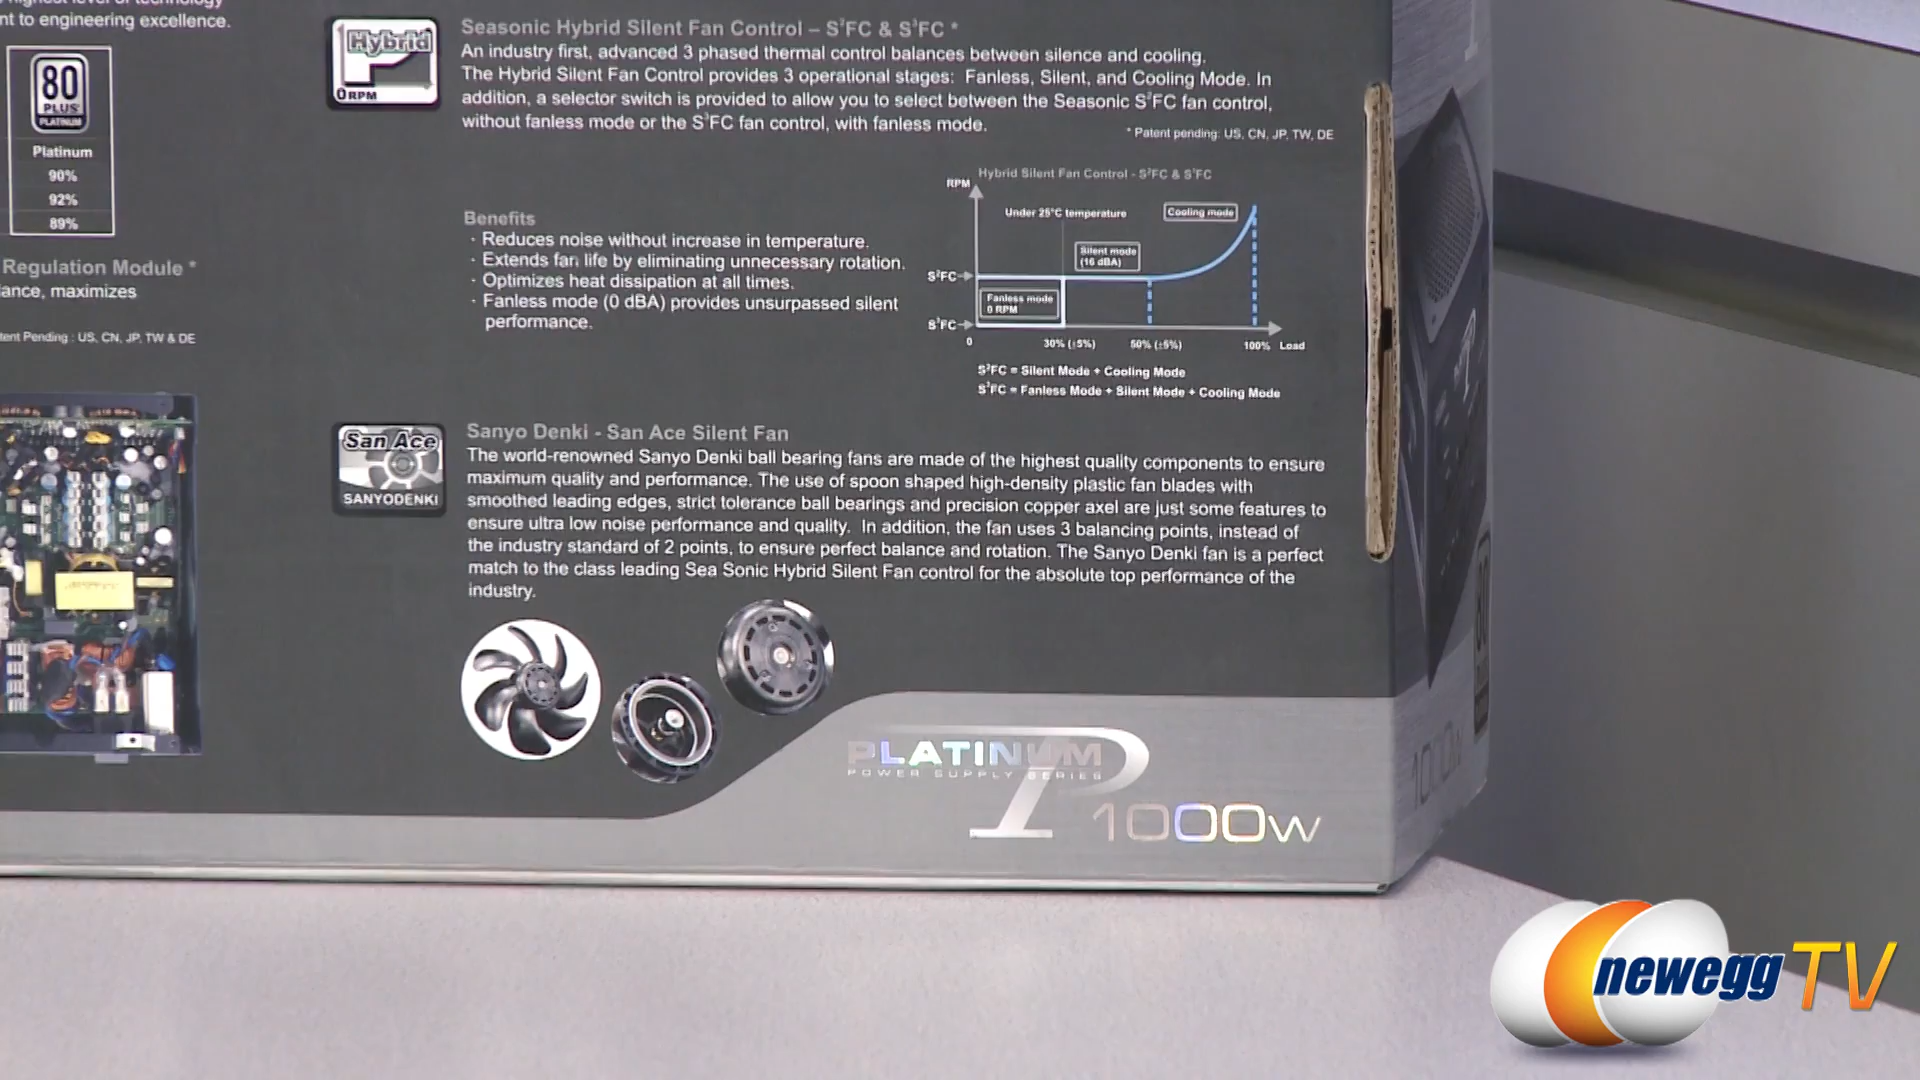 nt to engineering excellence.
80
PLUS
PLATINUM
Platinum
90%
92%
89%
Regulation Module *
ance, maximizes
tent Pending : US, CN, JP, TW & DE
Hybrid
0 RPM
Seasonic Hybrid Silent Fan Control – S²FC & S³FC *
An industry first, advanced 3 phased thermal control balances between silence and cooling.
The Hybrid Silent Fan Control provides 3 operational stages: Fanless, Silent, and Cooling Mode. In
addition, a selector switch is provided to allow you to select between the Seasonic S²FC fan control,
without fanless mode or the S³FC fan control, with fanless mode.
* Patent pending: US, CN, JP, TW, DE
Benefits
· Reduces noise without increase in temperature.
· Extends fan life by eliminating unnecessary rotation.
· Optimizes heat dissipation at all times.
· Fanless mode (0 dBA) provides unsurpassed silent
performance.
Hybrid Silent Fan Control - S²FC & S³FC
RPM
Under 25°C temperature
Cooling mode
Silent mode
(16 dBA)
S²FC
Fanless mode
0 RPM
S³FC
0 30% (±5%) 50% (±5%) 100% Load
S²FC = Silent Mode + Cooling Mode
S³FC = Fanless Mode + Silent Mode + Cooling Mode
San Ace
SANYODENKI
Sanyo Denki - San Ace Silent Fan
The world-renowned Sanyo Denki ball bearing fans are made of the highest quality components to ensure
maximum quality and performance. The use of spoon shaped high-density plastic fan blades with
smoothed leading edges, strict tolerance ball bearings and precision copper axel are just some features to
ensure ultra low noise performance and quality. In addition, the fan uses 3 balancing points, instead of
the industry standard of 2 points, to ensure perfect balance and rotation. The Sanyo Denki fan is a perfect
match to the class leading Sea Sonic Hybrid Silent Fan control for the absolute top performance of the
industry.
PLATINUM
POWER SUPPLY SERIES
P 1000W
1000W
newegg TV